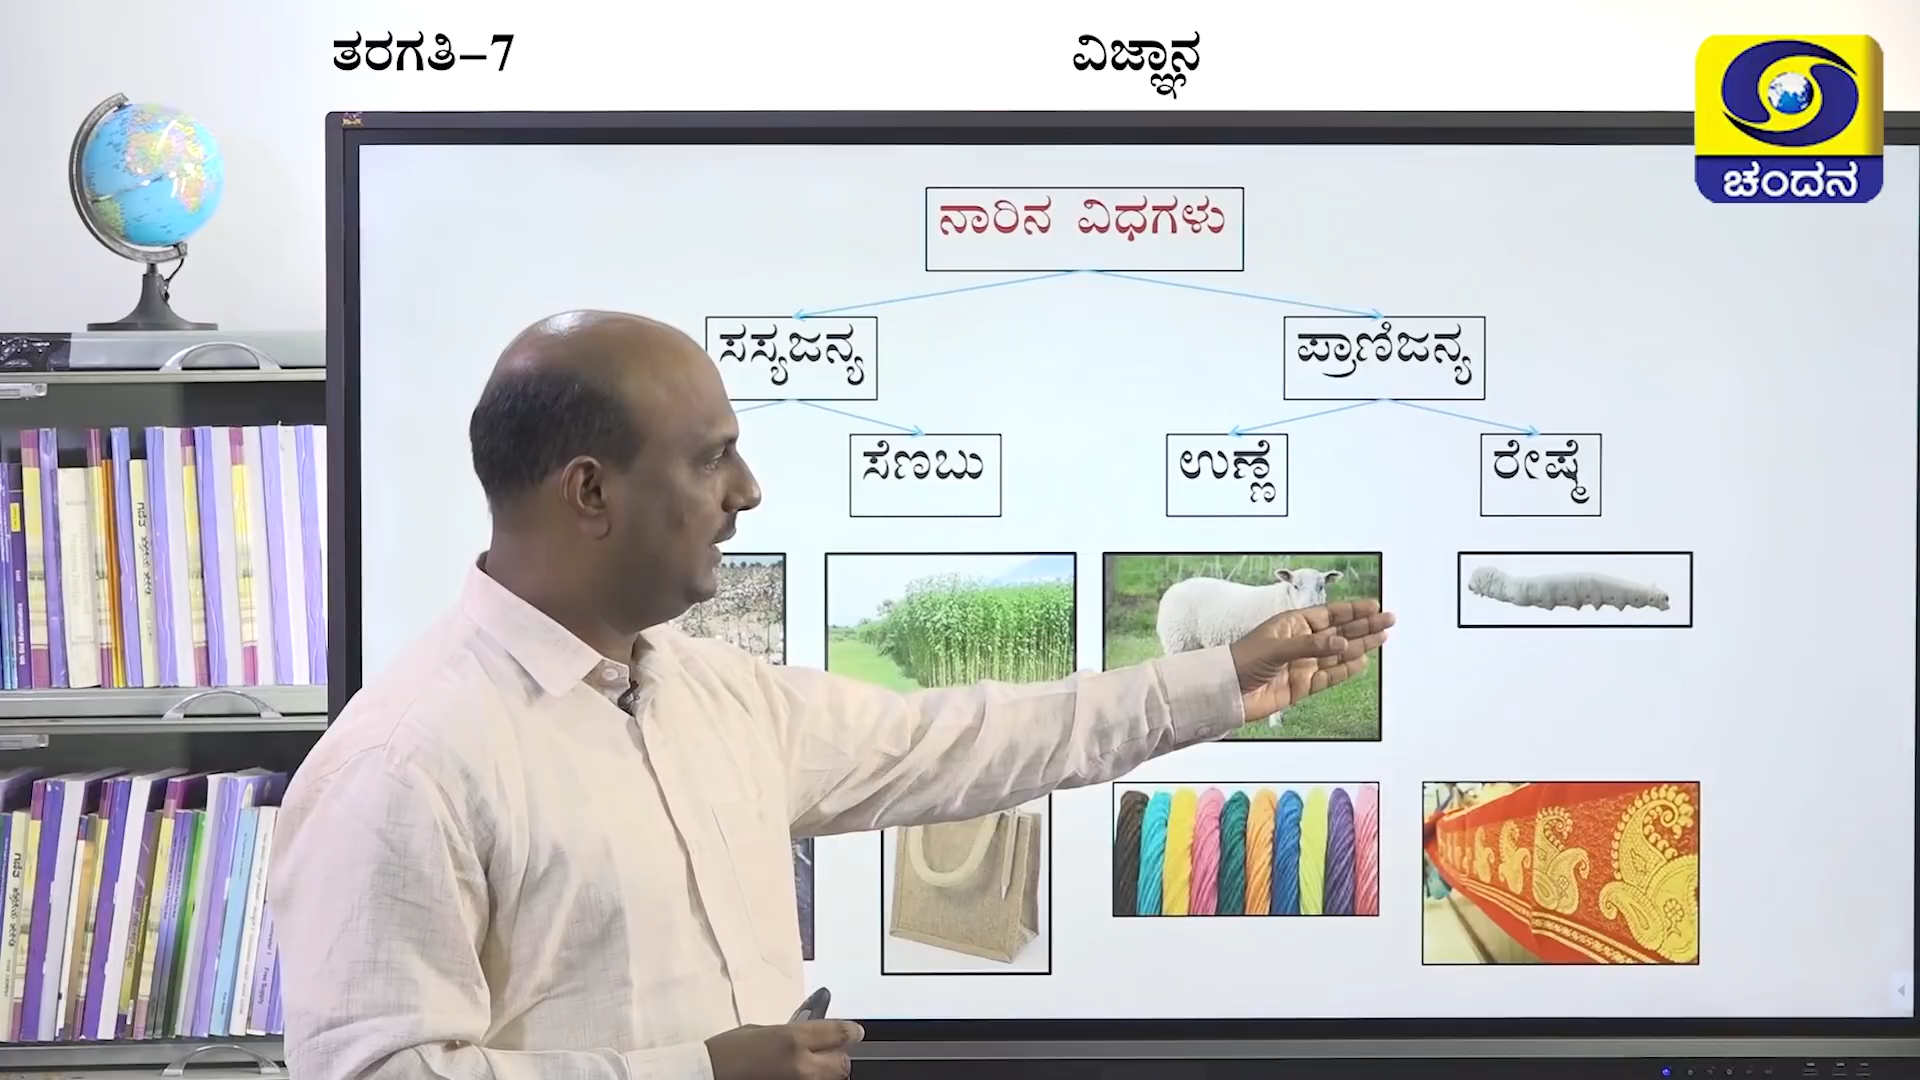 ತರಗತಿ–7
ವಿಜ್ಞಾನ
ಚಂದನ
ನಾರಿನ ವಿಧಗಳು
ಸಸ್ಯಜನ್ಯ
ಪ್ರಾಣಿಜನ್ಯ
ಸೆಣಬು
ಉಣ್ಣೆ
ರೇಷ್ಮೆ